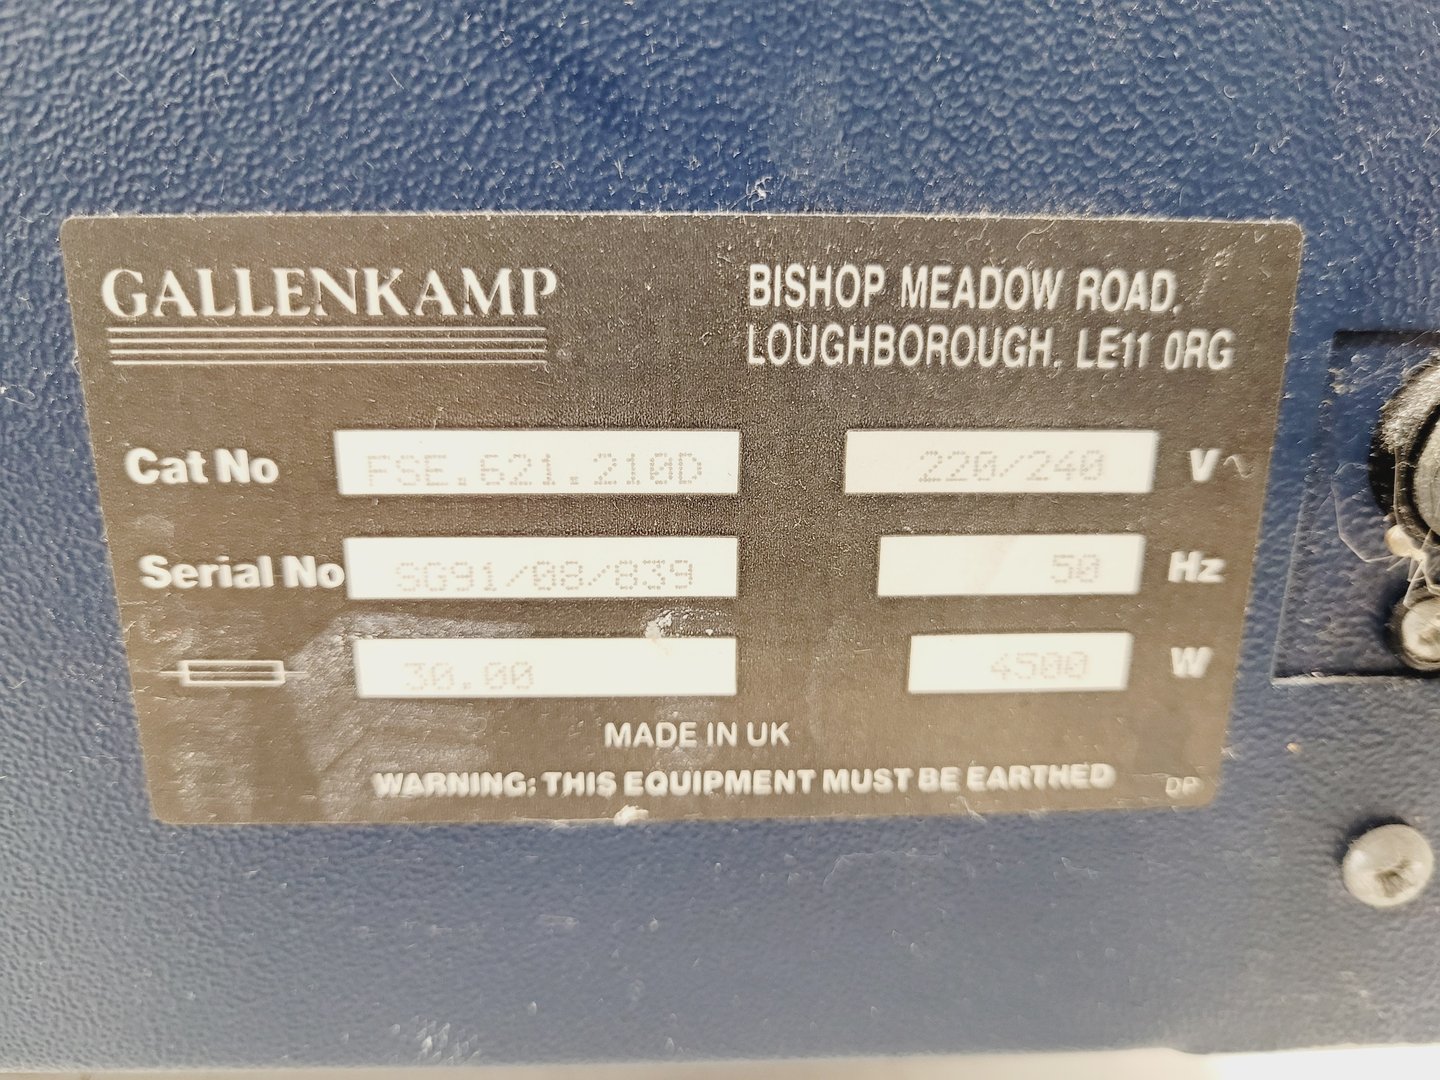 GALLENKAMP
BISHOP MEADOW ROAD,
LOUGHBOROUGH, LE11 0RG
Cat No FSE.621.210D 220/240 V~
Serial No SG91/08/839 50 Hz
30.00 4500 W
MADE IN UK
WARNING: THIS EQUIPMENT MUST BE EARTHED DP